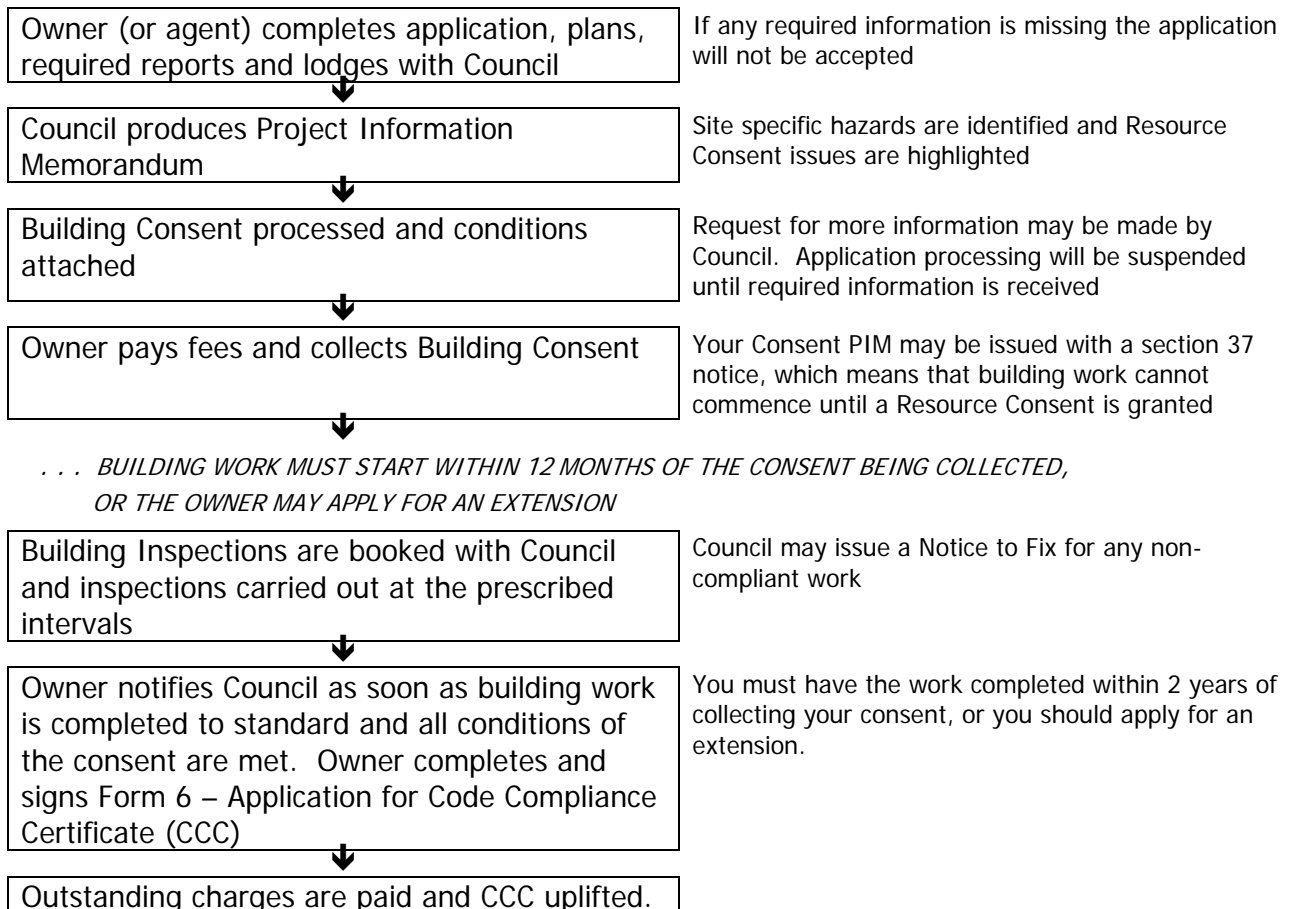 Owner (or agent) completes application, plans,
required reports and lodges with Council
If any required information is missing the application
will not be accepted
Council produces Project Information
Memorandum
Site specific hazards are identified and Resource
Consent issues are highlighted
Building Consent processed and conditions
attached
Request for more information may be made by
Council.  Application processing will be suspended
until required information is received
Owner pays fees and collects Building Consent
Your Consent PIM may be issued with a section 37
notice, which means that building work cannot
commence until a Resource Consent is granted
. . . BUILDING WORK MUST START WITHIN 12 MONTHS OF THE CONSENT BEING COLLECTED,
OR THE OWNER MAY APPLY FOR AN EXTENSION
Building Inspections are booked with Council
and inspections carried out at the prescribed
intervals
Council may issue a Notice to Fix for any non-
compliant work
Owner notifies Council as soon as building work
is completed to standard and all conditions of
the consent are met.  Owner completes and
signs Form 6 – Application for Code Compliance
Certificate (CCC)
You must have the work completed within 2 years of
collecting your consent, or you should apply for an
extension.
Outstanding charges are paid and CCC uplifted.